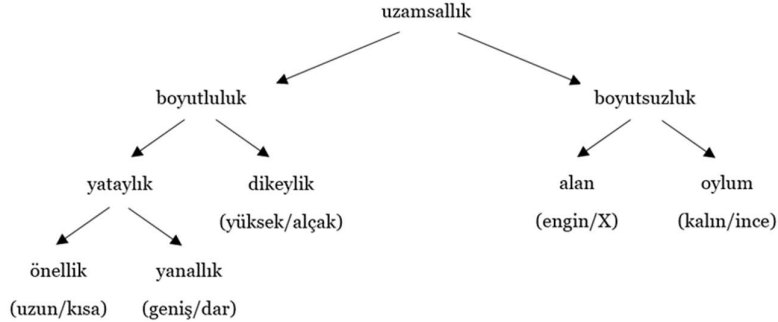 uzamsallık
boyutluluk boyutsuzluk
yataylık dikeylik alan oylum
(yüksek/alçak) (engin/X) (kalın/ince)
önellik yanallık
(uzun/kısa) (geniş/dar)